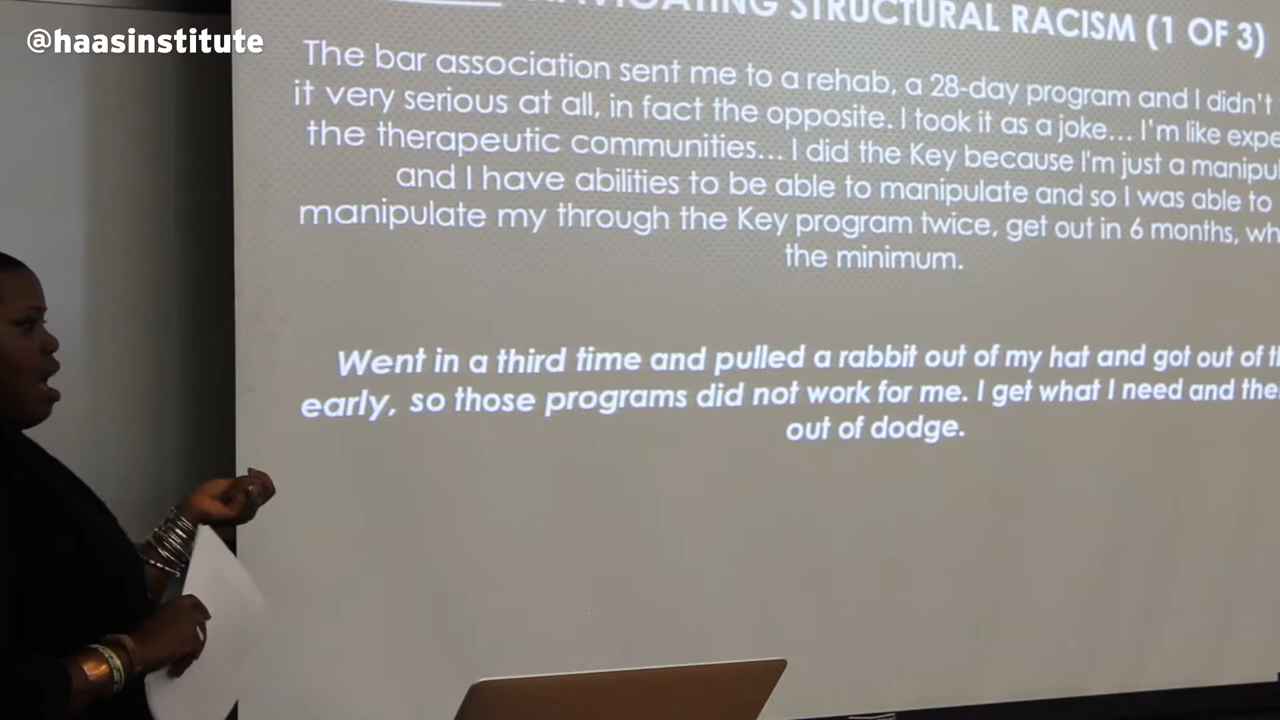 @haasinstitute
STRUCTURAL RACISM (1 OF 3)
The bar association sent me to a rehab, a 28-day program and I didn't
it very serious at all, in fact the opposite. I took it as a joke... I'm like
the therapeutic communities... I did the Key because I'm just a
and I have abilities to be able to manipulate and so I was able to
manipulate my through the Key program twice, get out in 6 months,
the minimum.
Went in a third time and pulled a rabbit out of my hat and got out of
early, so those programs did not work for me. I get what I need and
out of dodge.